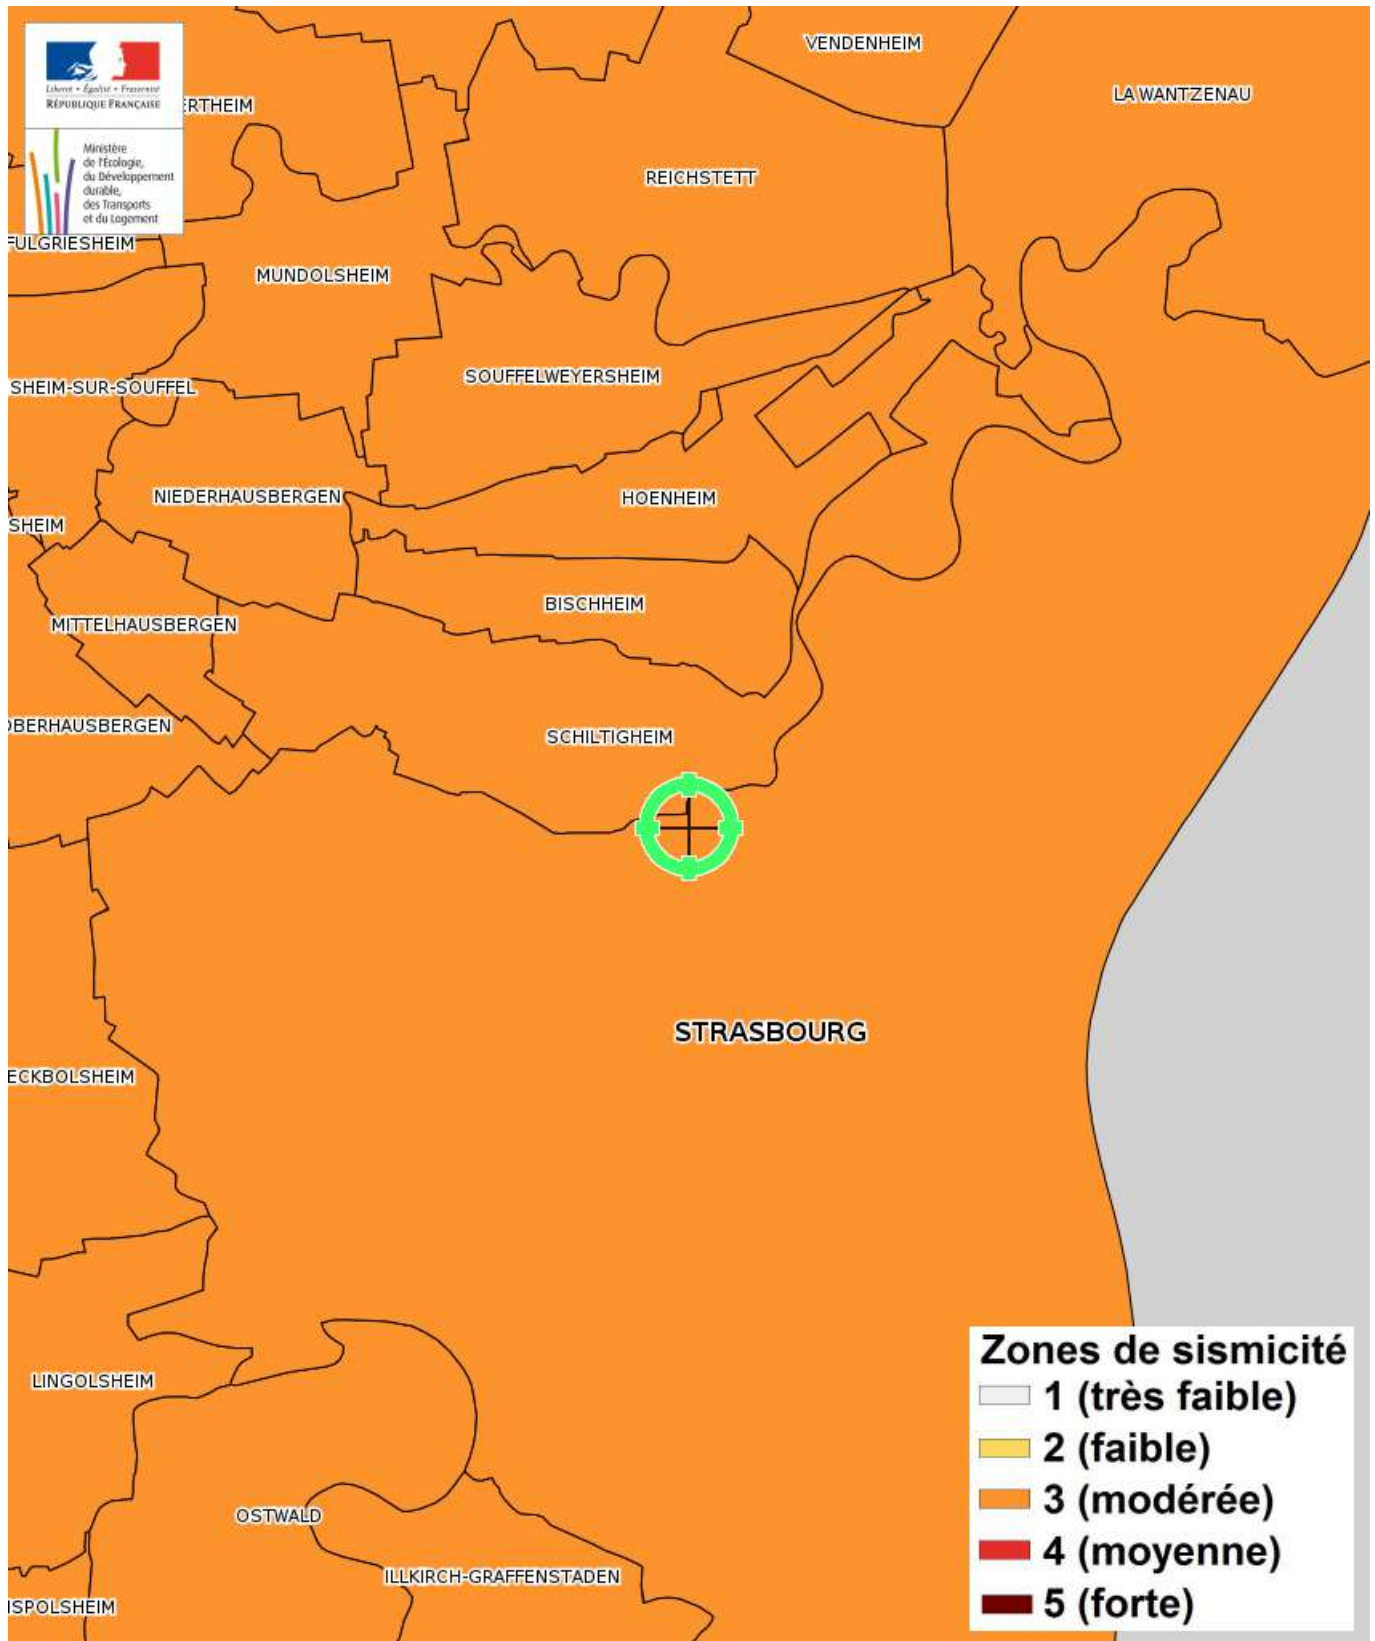 VENDENHEIM
LA WANTZENAU
Liberté • Égalité • Fraternité
RÉPUBLIQUE FRANÇAISE
ERTHEIM
Ministère
de l'Écologie,
du Développement
durable,
des Transports
et du Logement
REICHSTETT
FULGRIESHEIM
MUNDOLSHEIM
SOUFFELWEYERSHEIM
SHEIM-SUR-SOUFFEL
NIEDERHAUSBERGEN
HOENHEIM
SHEIM
BISCHHEIM
MITTELHAUSBERGEN
OBERHAUSBERGEN
SCHILTIGHEIM
STRASBOURG
ECKBOLSHEIM
LINGOLSHEIM
OSTWALD
ILLKIRCH-GRAFFENSTADEN
ISPOLSHEIM
Zones de sismicité
1 (très faible)
2 (faible)
3 (modérée)
4 (moyenne)
5 (forte)